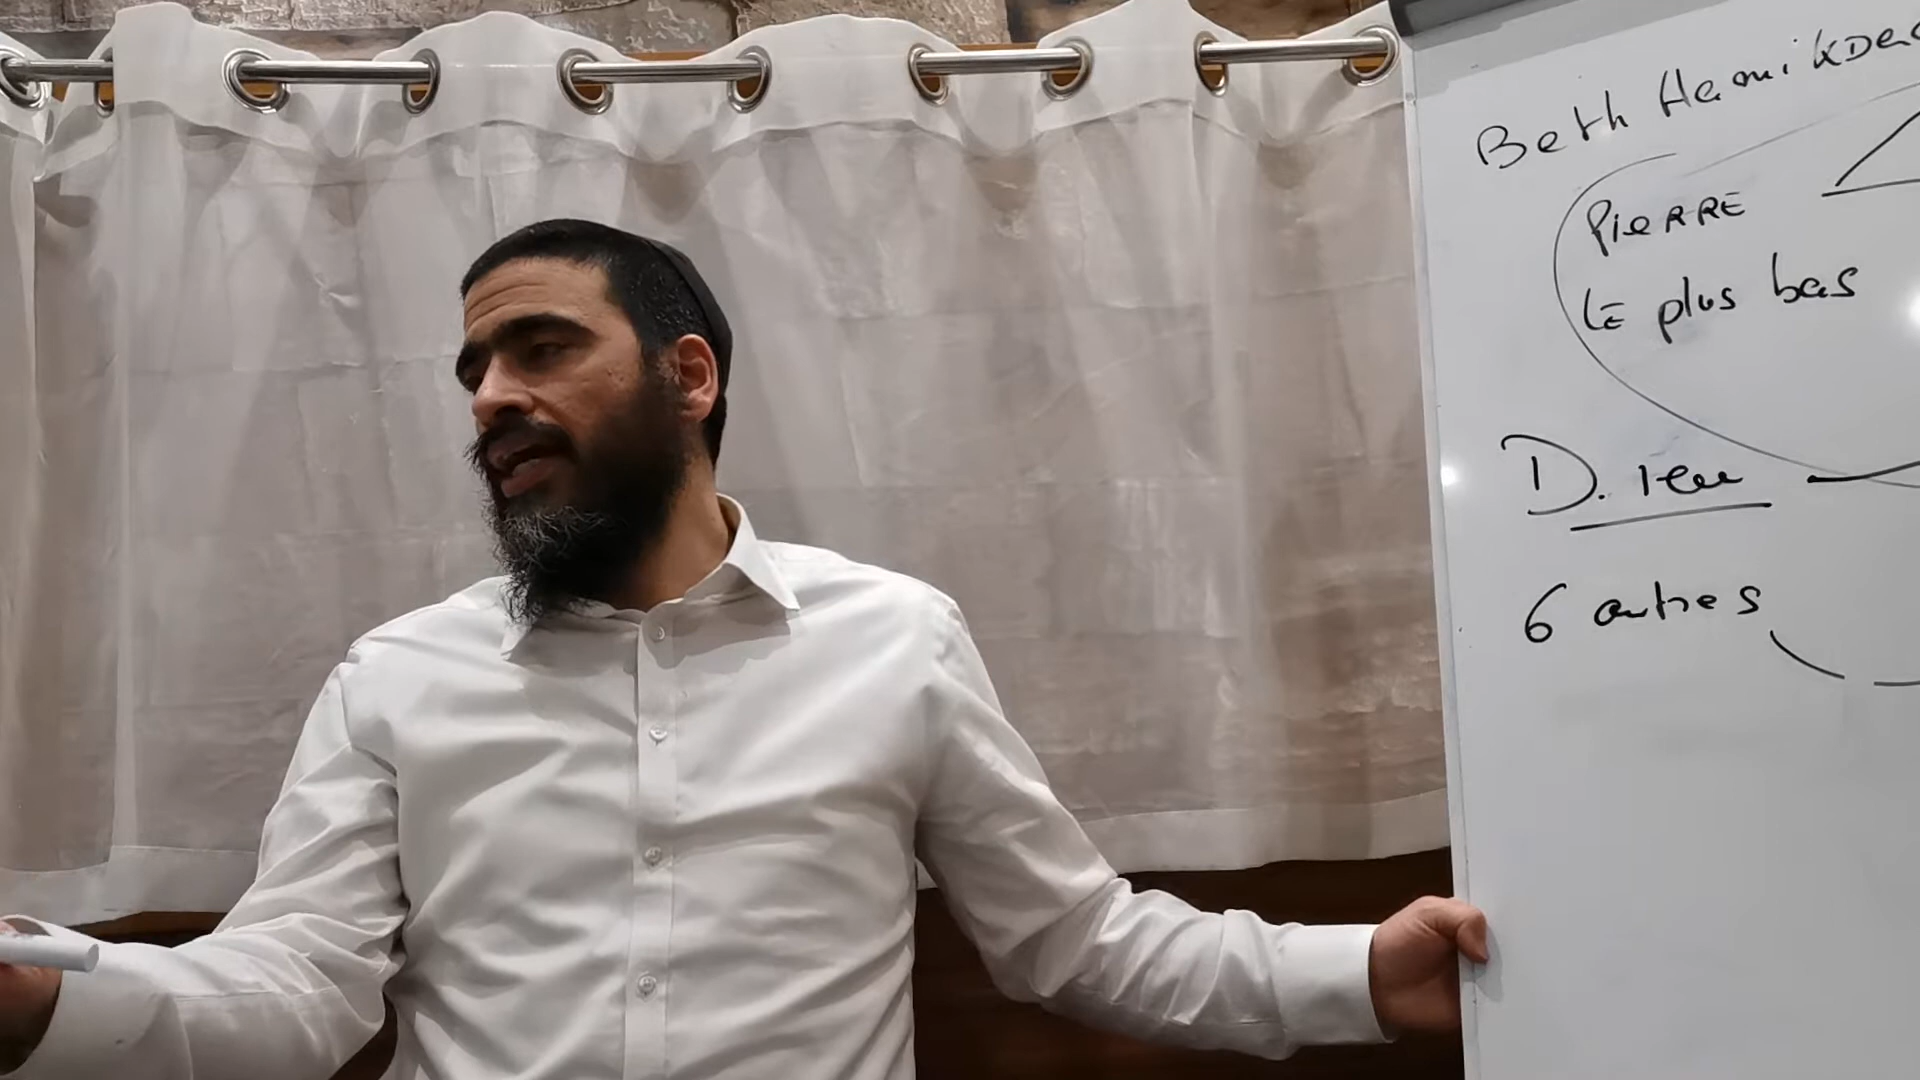 Beth Hamikdac
PIERRE
LE plus bas
D. ieu
6 autres